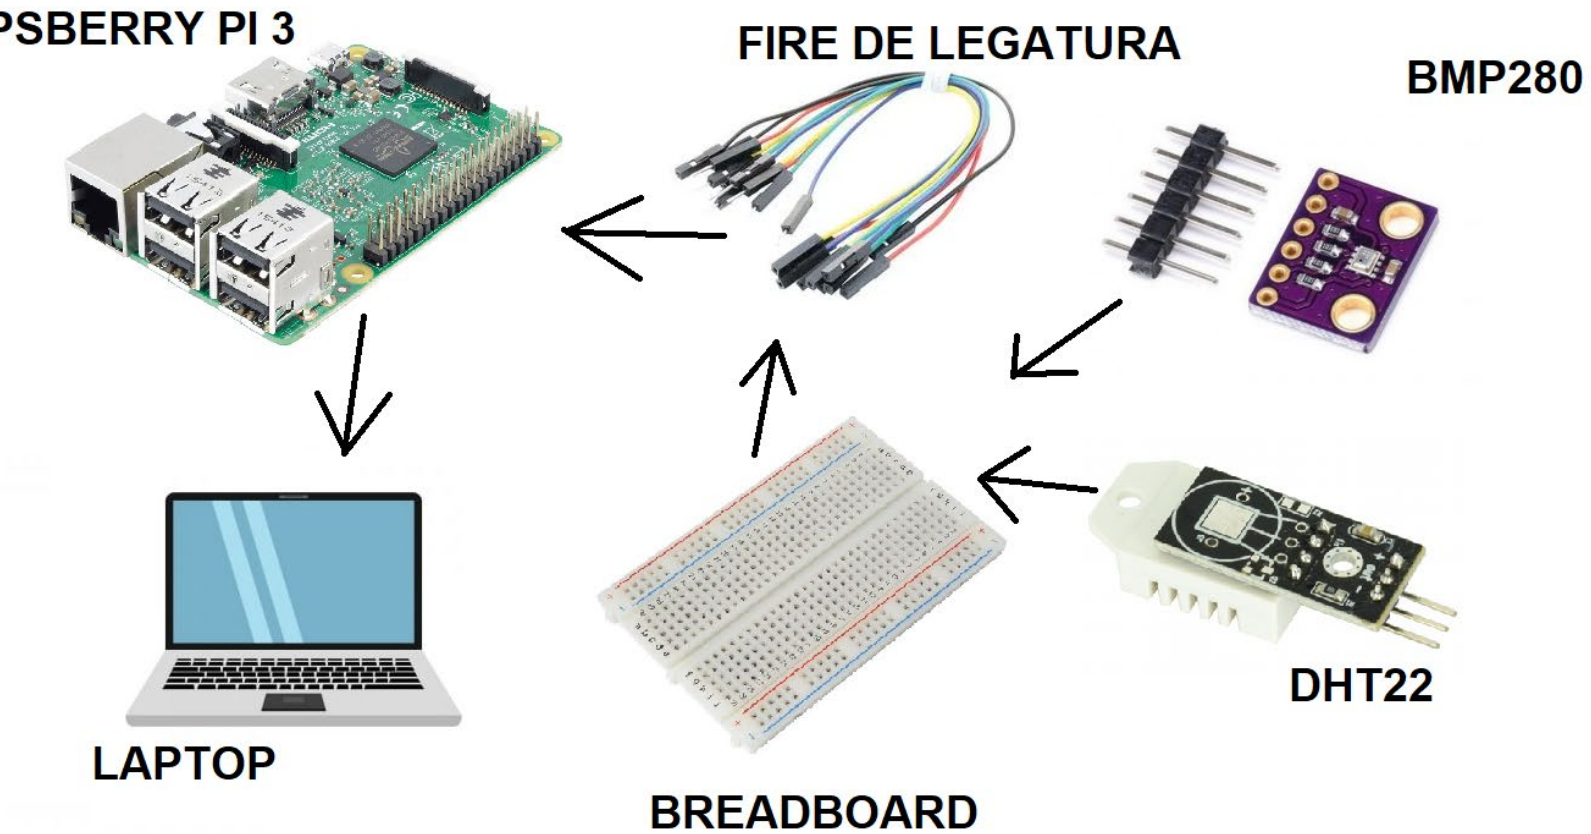 PSBERRY PI 3
FIRE DE LEGATURA
BMP280
DHT22
LAPTOP
BREADBOARD